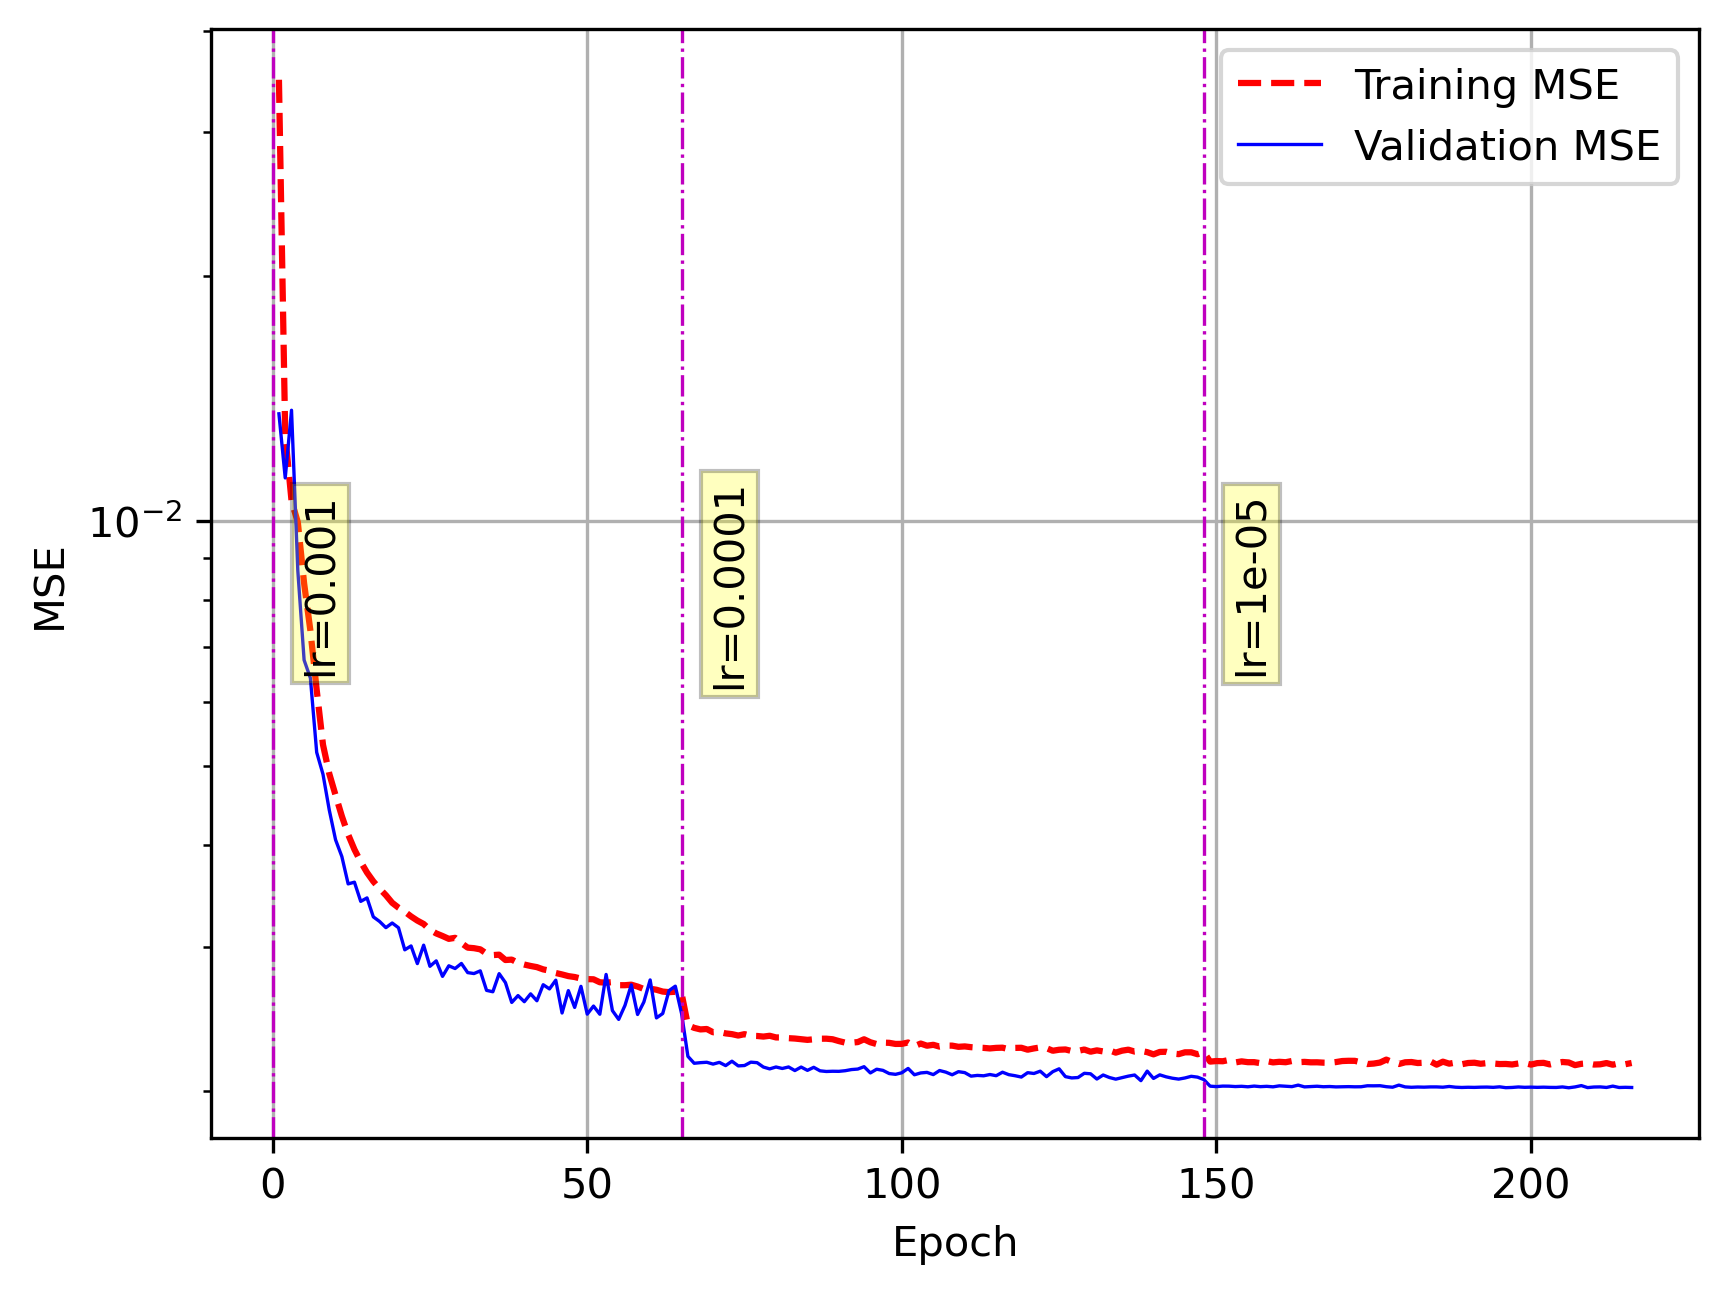 Training MSE
Validation MSE
lr=0.001
lr=0.0001
lr=1e-05
10⁻²
MSE
0
50
100
150
200
Epoch